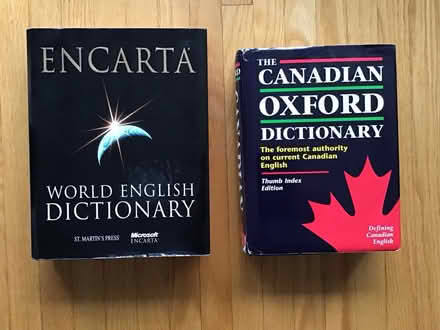 ENCARTA
WORLD ENGLISH
DICTIONARY
ST. MARTIN'S PRESS
Microsoft
ENCARTA
THE
CANADIAN
OXFORD
DICTIONARY
The foremost authority
on current Canadian
English
Thumb Index
Edition
Defining
Canadian
English